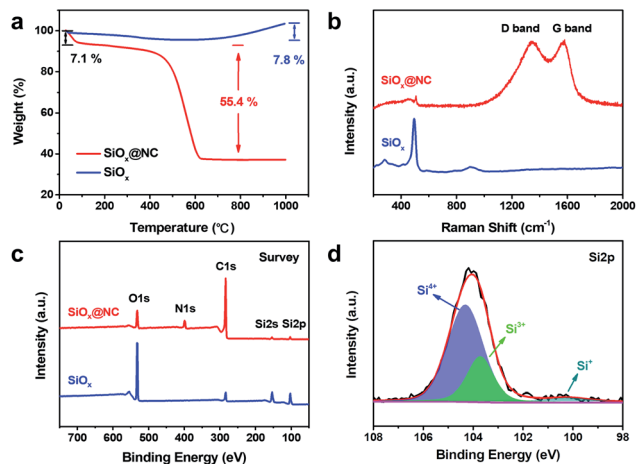 a
100
80
60
40
20
Weight (%)
7.1 %
7.8 %
55.4 %
SiOₓ@NC
SiOₓ
0 200 400 600 800 1000
Temperature (℃)
b
D band G band
SiOₓ@NC
SiOₓ
Intensity (a.u.)
400 800 1200 1600 2000
Raman Shift (cm⁻¹)
c
Survey
C1s
O1s
N1s
Si2s Si2p
SiOₓ@NC
SiOₓ
Intensity (a.u.)
700 600 500 400 300 200 100
Binding Energy (eV)
d
Si2p
Si⁴⁺
Si³⁺
Si⁺
Intensity (a.u.)
108 106 104 102 100 98
Binding Energy (eV)